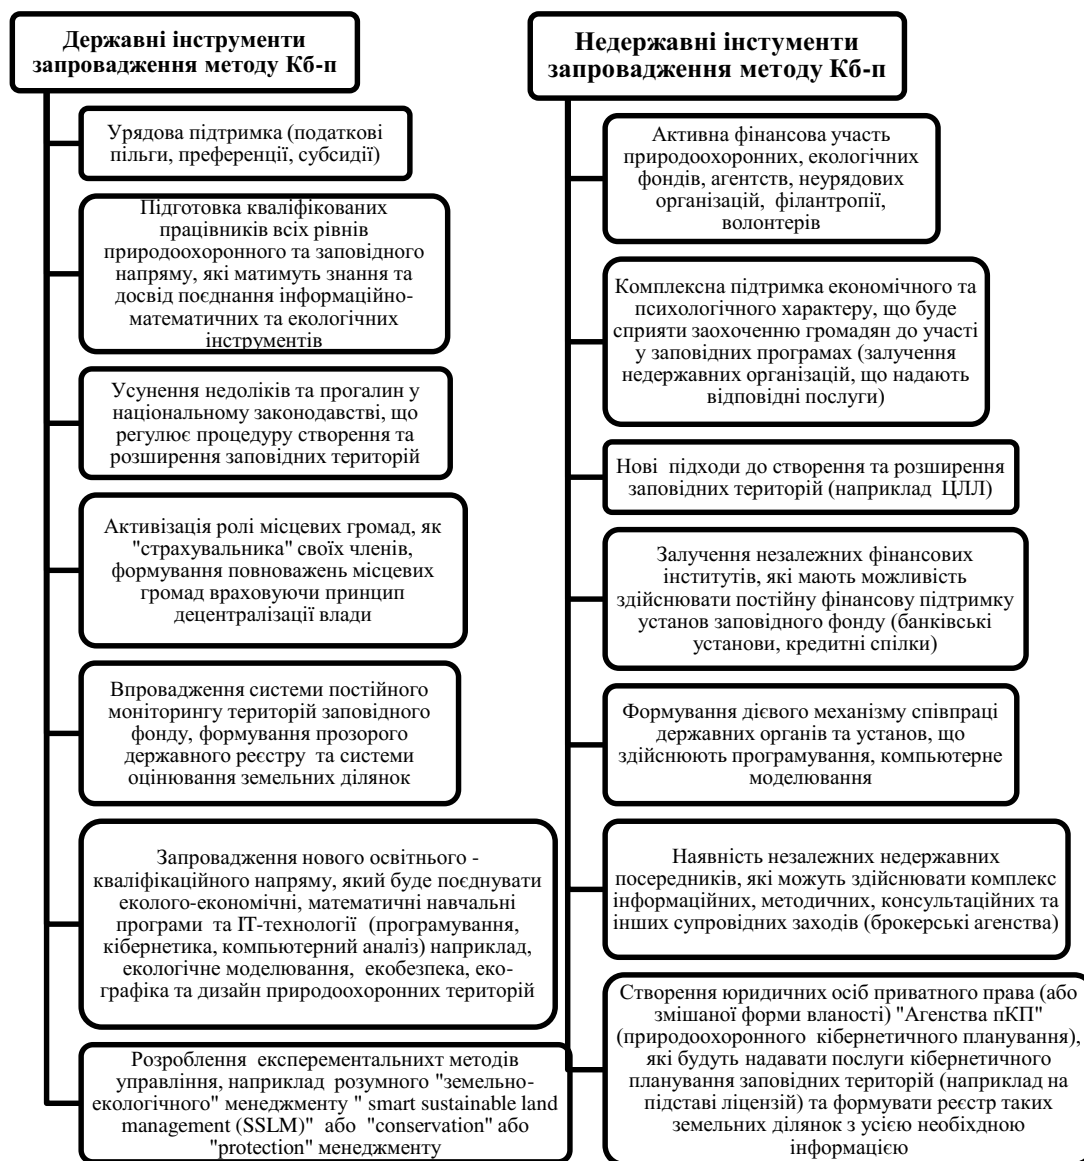 Державні інструменти
запровадження методу Кб-п
Урядова підтримка (податкові
пільги, преференції, субсидії)
Підготовка кваліфікованих
працівників всіх рівнів
природоохоронного та заповідного
напряму, які матимуть знання та
досвід поєднання інформаційно-
математичних та екологічних
інструментів
Усунення недоліків та прогалин у
національному законодавстві, що
регулює процедуру створення та
розширення заповідних територій
Активізація ролі місцевих громад, як
"страхувальника" своїх членів,
формування повноважень місцевих
громад враховуючи принцип
децентралізації влади
Впровадження системи постійного
моніторингу територій заповідного
фонду, формування прозорого
державного реєстру та системи
оцінювання земельних ділянок
Запровадження нового освітнього -
кваліфікаційного напряму, який буде поєднувати
еколого-економічні, математичні навчальні
програми та ІТ-технології (програмування,
кібернетика, компьютерний аналіз) наприклад,
екологічне моделювання, екобезпека, еко-
графіка та дизайн природоохоронних територій
Розроблення експерементальнихт методів
управління, наприклад розумного "земельно-
екологічного" менеджменту " smart sustainable land
management (SSLM)" або "conservation" або
"protection" менеджменту
Недержавні інстументи
запровадження методу Кб-п
Активна фінансова участь
природоохоронних, екологічних
фондів, агентств, неурядових
організацій, філантропії,
волонтерів
Комплексна підтримка економічного та
психологічного характеру, що буде
сприяти заохоченню громадян до участі
у заповідних програмах (залучення
недержавних організацій, що надають
відповідні послуги)
Нові підходи до створення та розширення
заповідних територій (наприклад ЦЛЛ)
Залучення незалежних фінансових
інститутів, які мають можливість
здійснювати постійну фінансову підтримку
установ заповідного фонду (банківські
установи, кредитні спілки)
Формування дієвого механізму співпраці
державних органів та установ, що
здійснюють програмування, компьютерне
моделювання
Наявність незалежних недержавних
посередників, які можуть здійснювати комплекс
інформаційних, методичних, консультаційних та
інших супровідних заходів (брокерські агенства)
Створення юридичних осіб приватного права (або
змішаної форми вланості) "Агенства пКП"
(природоохоронного кібернетичного планування),
які будуть надавати послуги кібернетичного
планування заповідних територій (наприклад на
підставі ліцензій) та формувати реєстр таких
земельних ділянок з усією необіхдною
інформацією